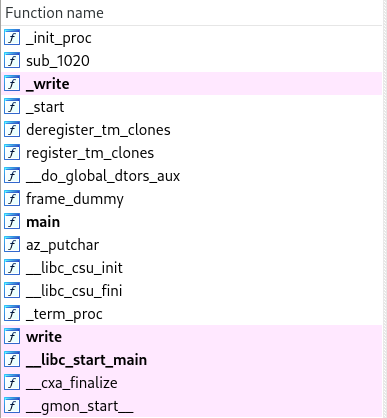 Function name
_init_proc
sub_1020
_write
_start
deregister_tm_clones
register_tm_clones
__do_global_dtors_aux
frame_dummy
main
az_putchar
__libc_csu_init
__libc_csu_fini
_term_proc
write
__libc_start_main
__cxa_finalize
__gmon_start__